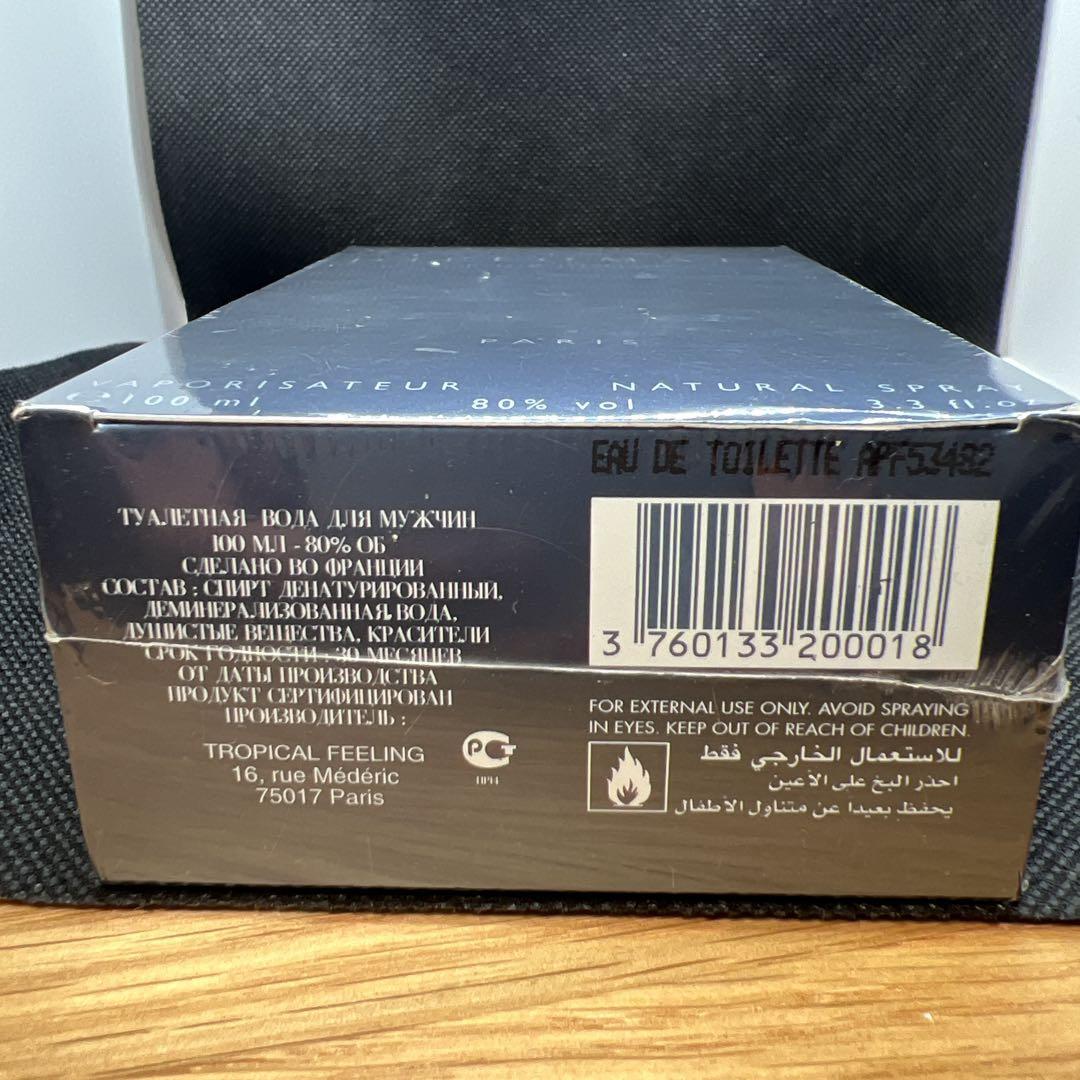 PARIS
VAPORISATEUR NATURAL SPRAY
℮ 100 ml 80% vol 3.3 fl.oz
EAU DE TOILETTE APF53492
ТУАЛЕТНАЯ ВОДА ДЛЯ МУЖЧИН
100 МЛ - 80% ОБ
СДЕЛАНО ВО ФРАНЦИИ
СОСТАВ : СПИРТ ДЕНАТУРИРОВАННЫЙ,
ДЕМИНЕРАЛИЗОВАННАЯ ВОДА,
ДУШИСТЫЕ ВЕЩЕСТВА, КРАСИТЕЛИ
СРОК ГОДНОСТИ : 30 МЕСЯЦЕВ
ОТ ДАТЫ ПРОИЗВОДСТВА
ПРОДУКТ СЕРТИФИЦИРОВАН
ПРОИЗВОДИТЕЛЬ :
TROPICAL FEELING
16, rue Médéric
75017 Paris
РСТ
3 760133 200018
FOR EXTERNAL USE ONLY. AVOID SPRAYING
IN EYES. KEEP OUT OF REACH OF CHILDREN.
للاستعمال الخارجي فقط
احذر البخ على الأعين
يحفظ بعيدا عن متناول الأطفال